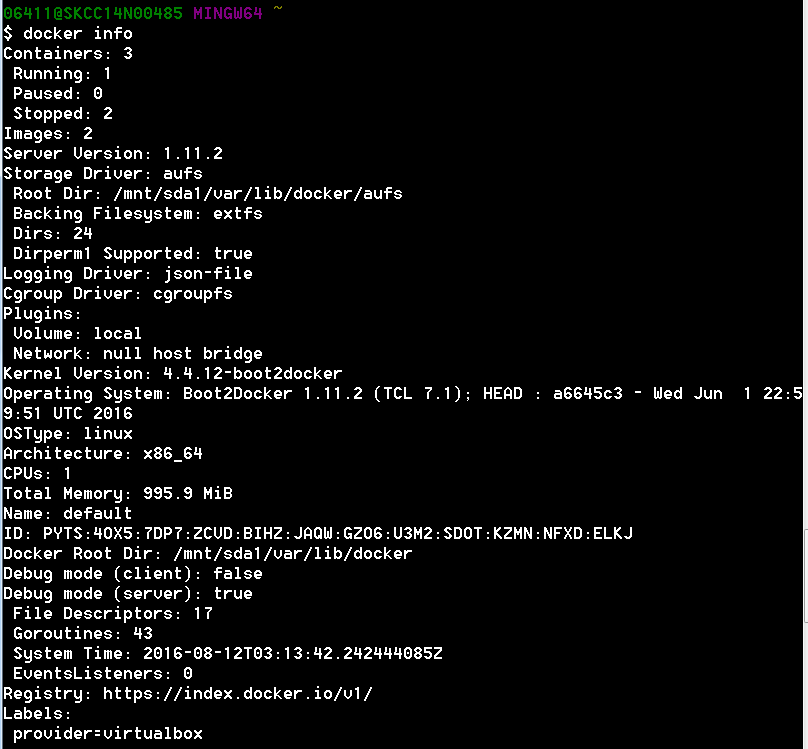 06411@SKCC14N00485 MINGW64 ~
$ docker info
Containers: 3
 Running: 1
 Paused: 0
 Stopped: 2
Images: 2
Server Version: 1.11.2
Storage Driver: aufs
 Root Dir: /mnt/sda1/var/lib/docker/aufs
 Backing Filesystem: extfs
 Dirs: 24
 Dirperm1 Supported: true
Logging Driver: json-file
Cgroup Driver: cgroupfs
Plugins:
 Volume: local
 Network: null host bridge
Kernel Version: 4.4.12-boot2docker
Operating System: Boot2Docker 1.11.2 (TCL 7.1); HEAD : a6645c3 - Wed Jun  1 22:5
9:51 UTC 2016
OSType: linux
Architecture: x86_64
CPUs: 1
Total Memory: 995.9 MiB
Name: default
ID: PYTS:4OX5:7DP7:ZCVD:BIHZ:JAQW:GZO6:U3M2:SDOT:KZMN:NFXD:ELKJ
Docker Root Dir: /mnt/sda1/var/lib/docker
Debug mode (client): false
Debug mode (server): true
 File Descriptors: 17
 Goroutines: 43
 System Time: 2016-08-12T03:13:42.242444085Z
 EventsListeners: 0
Registry: https://index.docker.io/v1/
Labels:
 provider=virtualbox